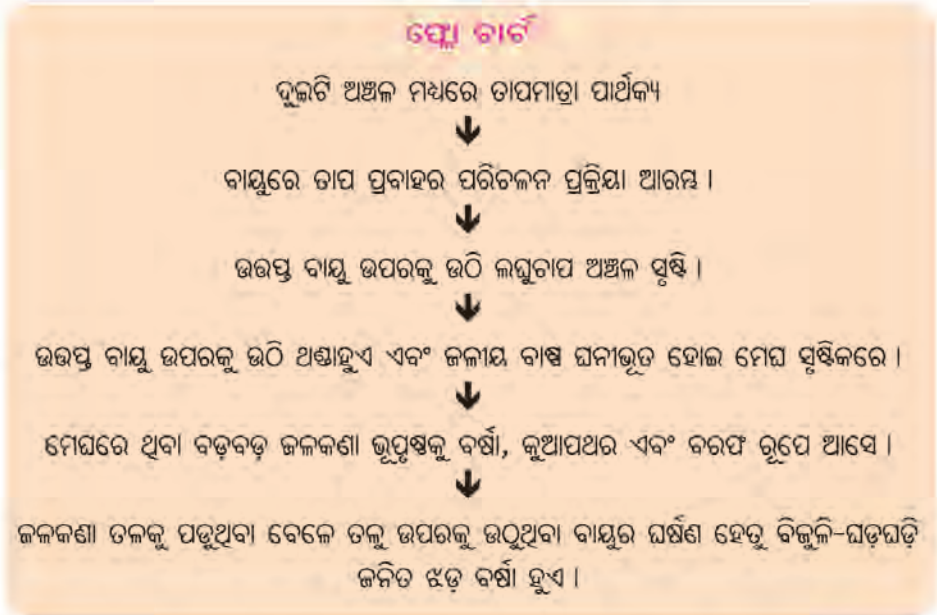 ଫ୍ଲୋ ଚାର୍ଟ
ଦୁଇଟି ଅଞ୍ଚଳ ମଧ୍ୟରେ ତାପମାତ୍ରା ପାର୍ଥକ୍ୟ
↓
ବାୟୁରେ ତାପ ପ୍ରବାହର ପରିଚଳନ ପ୍ରକ୍ରିୟା ଆରମ୍ଭ ।
↓
ଉତ୍ତପ୍ତ ବାୟୁ ଉପରକୁ ଉଠି ଲଘୁଚାପ ଅଞ୍ଚଳ ସୃଷ୍ଟି ।
↓
ଉତ୍ତପ୍ତ ବାୟୁ ଉପରକୁ ଉଠି ଥଣ୍ଡାହୁଏ ଏବଂ ଜଳୀୟ ବାଷ୍ପ ଘନୀଭୂତ ହୋଇ ମେଘ ସୃଷ୍ଟିକରେ ।
↓
ମେଘରେ ଥିବା ବଡ଼ବଡ଼ ଜଳକଣା ଭୂପୃଷ୍ଠକୁ ବର୍ଷା, କୁଆପଥର ଏବଂ ବରଫ ରୂପେ ଆସେ ।
↓
ଜଳକଣା ତଳକୁ ପଡୁଥିବା ବେଳେ ତଳୁ ଉପରକୁ ଉଠୁଥିବା ବାୟୁର ଘର୍ଷଣ ହେତୁ ବିଜୁଳି-ଘଡ଼ଘଡ଼ି
ଜନିତ ଝଡ଼ ବର୍ଷା ହୁଏ ।